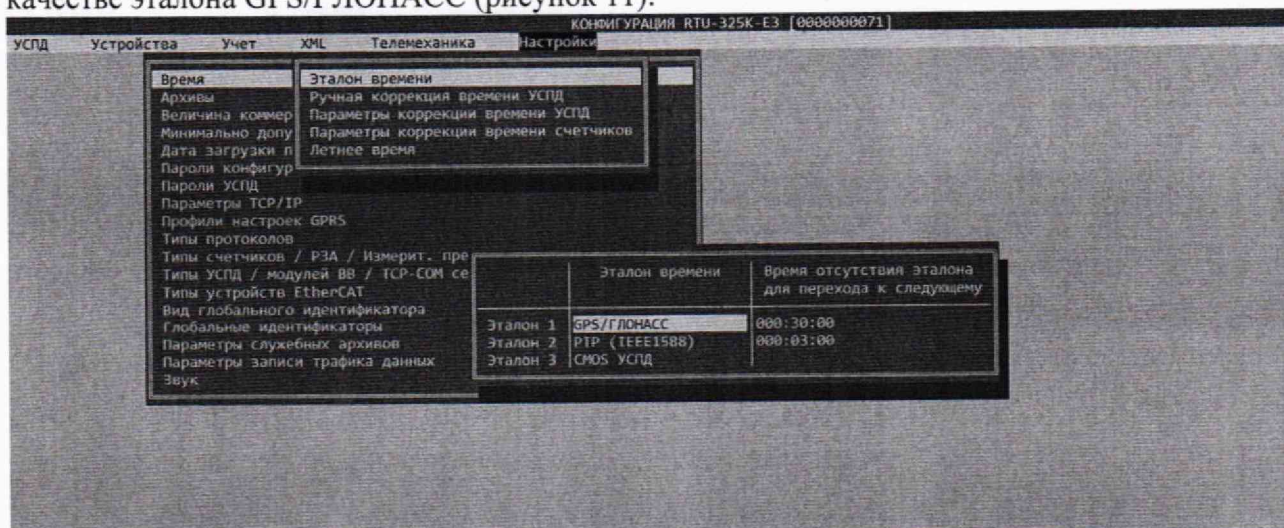 качестве эталона GPS/ГЛОНАСС (рисунок 11).
КОНФИГУРАЦИЯ RTU-325K-E3 [0000000071]
УСПД Устройства Учет XML Телемеханика Настройки
Время
Архивы
Величина коммер
Минимально допу
Дата загрузки п
Пароли конфигур
Пароли УСПД
Параметры TCP/IP
Профили настроек GPRS
Типы протоколов
Типы счетчиков / РЗА / Измерит. пре
Типы УСПД / модулей ВВ / TCP-COM се
Типы устройств EtherCAT
Вид глобального идентификатора
Глобальные идентификаторы
Параметры служебных архивов
Параметры записи трафика данных
Звук
Эталон времени
Ручная коррекция времени УСПД
Параметры коррекции времени УСПД
Параметры коррекции времени счетчиков
Летнее время
Эталон времени Время отсутствия эталона
для перехода к следующему
Эталон 1 GPS/ГЛОНАСС 000:30:00
Эталон 2 PTP (IEEE1588) 000:03:00
Эталон 3 CMOS УСПД